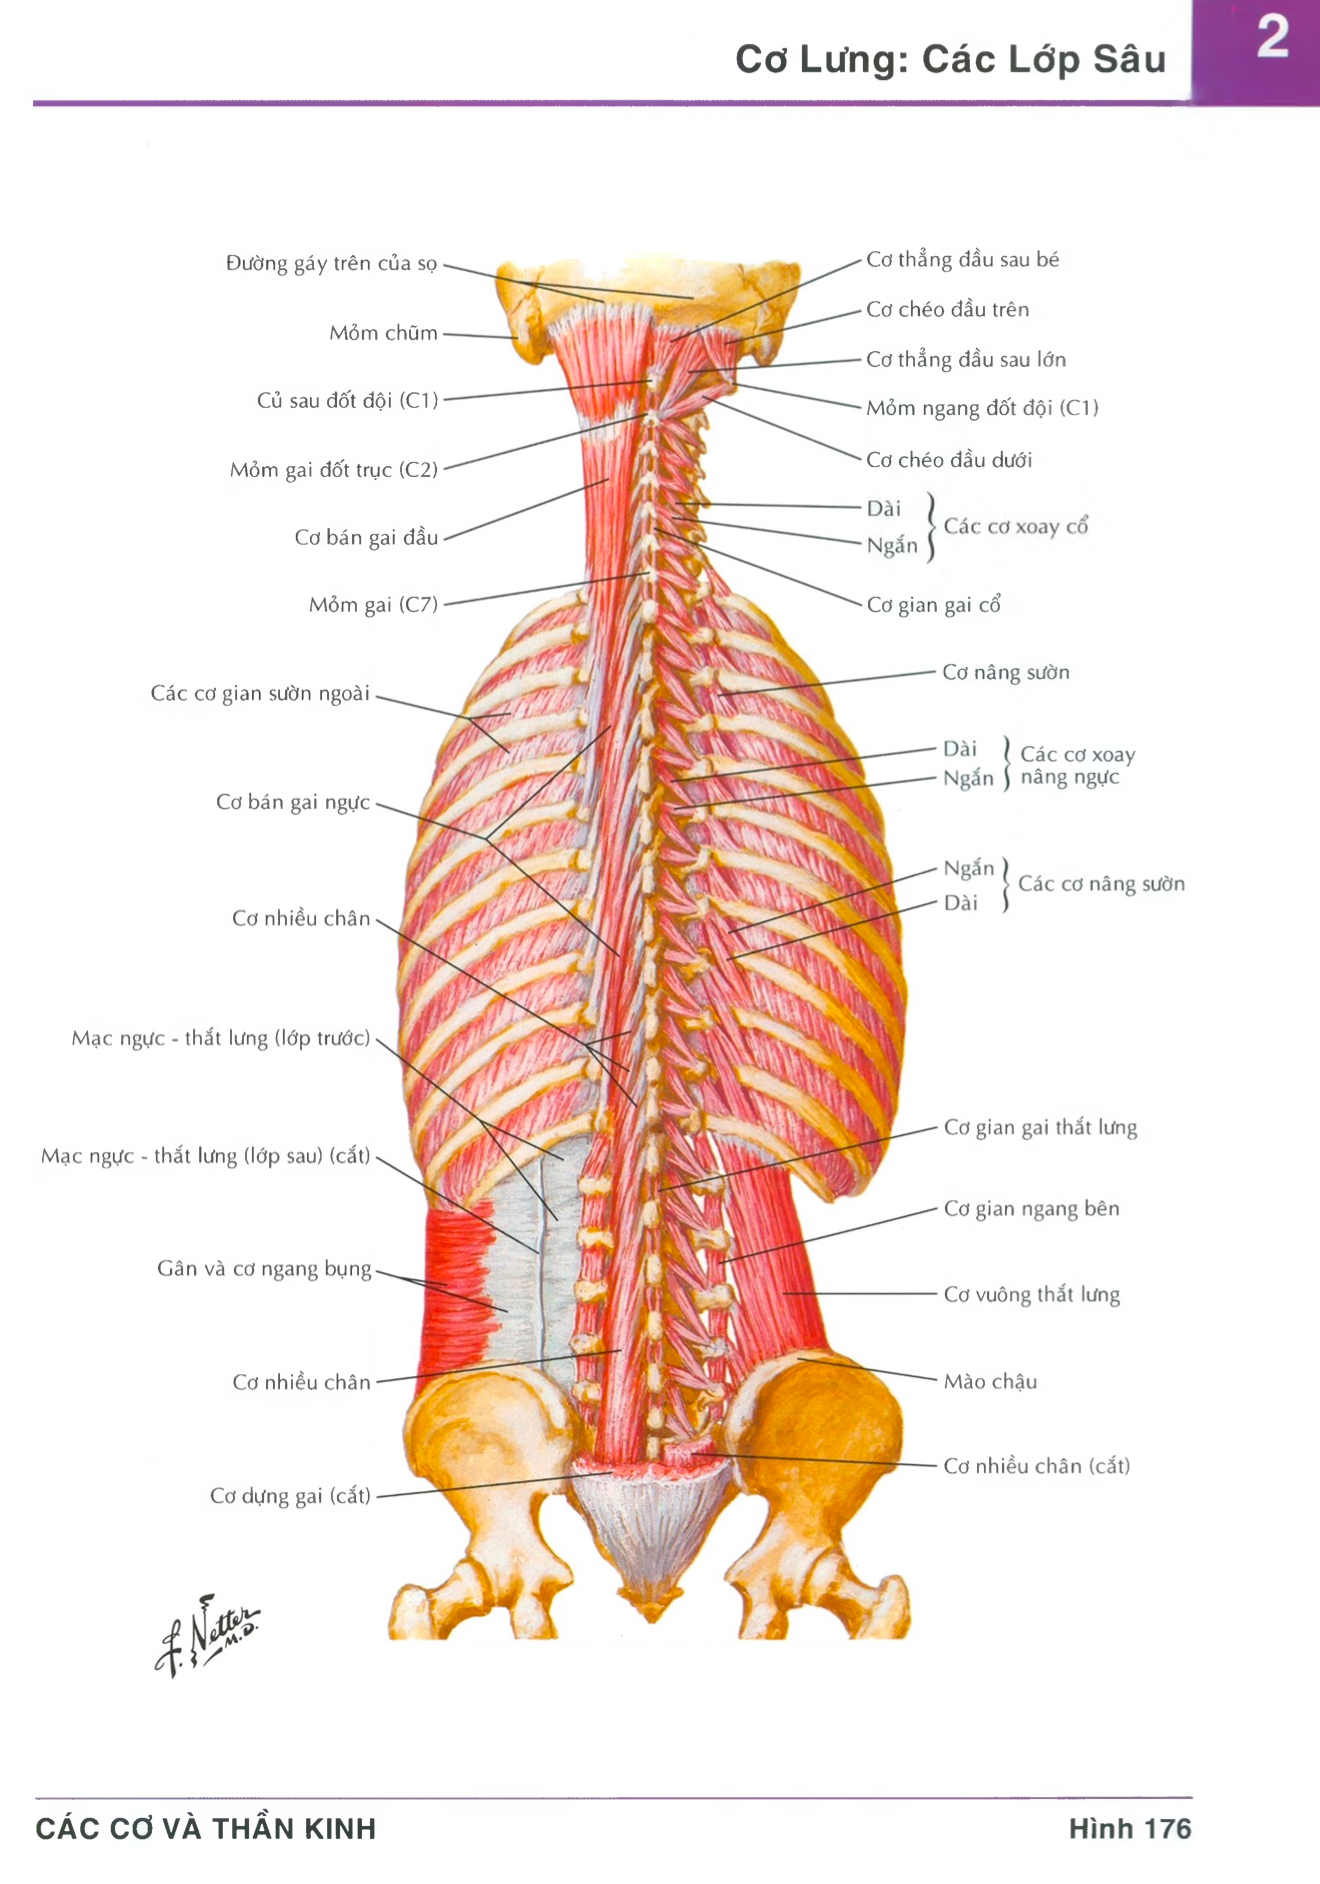 Cơ Lưng: Các Lớp Sâu
2
Đường gáy trên của sọ
Mỏm chũm
Củ sau đốt đội (C1)
Mỏm gai đốt trục (C2)
Cơ bán gai đầu
Mỏm gai (C7)
Các cơ gian sườn ngoài
Cơ bán gai ngực
Cơ nhiều chân
Mạc ngực - thắt lưng (lớp trước)
Mạc ngực - thắt lưng (lớp sau) (cắt)
Gân và cơ ngang bụng
Cơ nhiều chân
Cơ dựng gai (cắt)
Cơ thẳng đầu sau bé
Cơ chéo đầu trên
Cơ thẳng đầu sau lớn
Mỏm ngang đốt đội (C1)
Cơ chéo đầu dưới
Dài
Ngắn
Các cơ xoay cổ
Cơ gian gai cổ
Cơ nâng sườn
Dài
Ngắn
Các cơ xoay
nâng ngực
Ngắn
Dài
Các cơ nâng sườn
Cơ gian gai thắt lưng
Cơ gian ngang bên
Cơ vuông thắt lưng
Mào chậu
Cơ nhiều chân (cắt)
F. Netter
M.D.
CÁC CƠ VÀ THẦN KINH
Hình 176